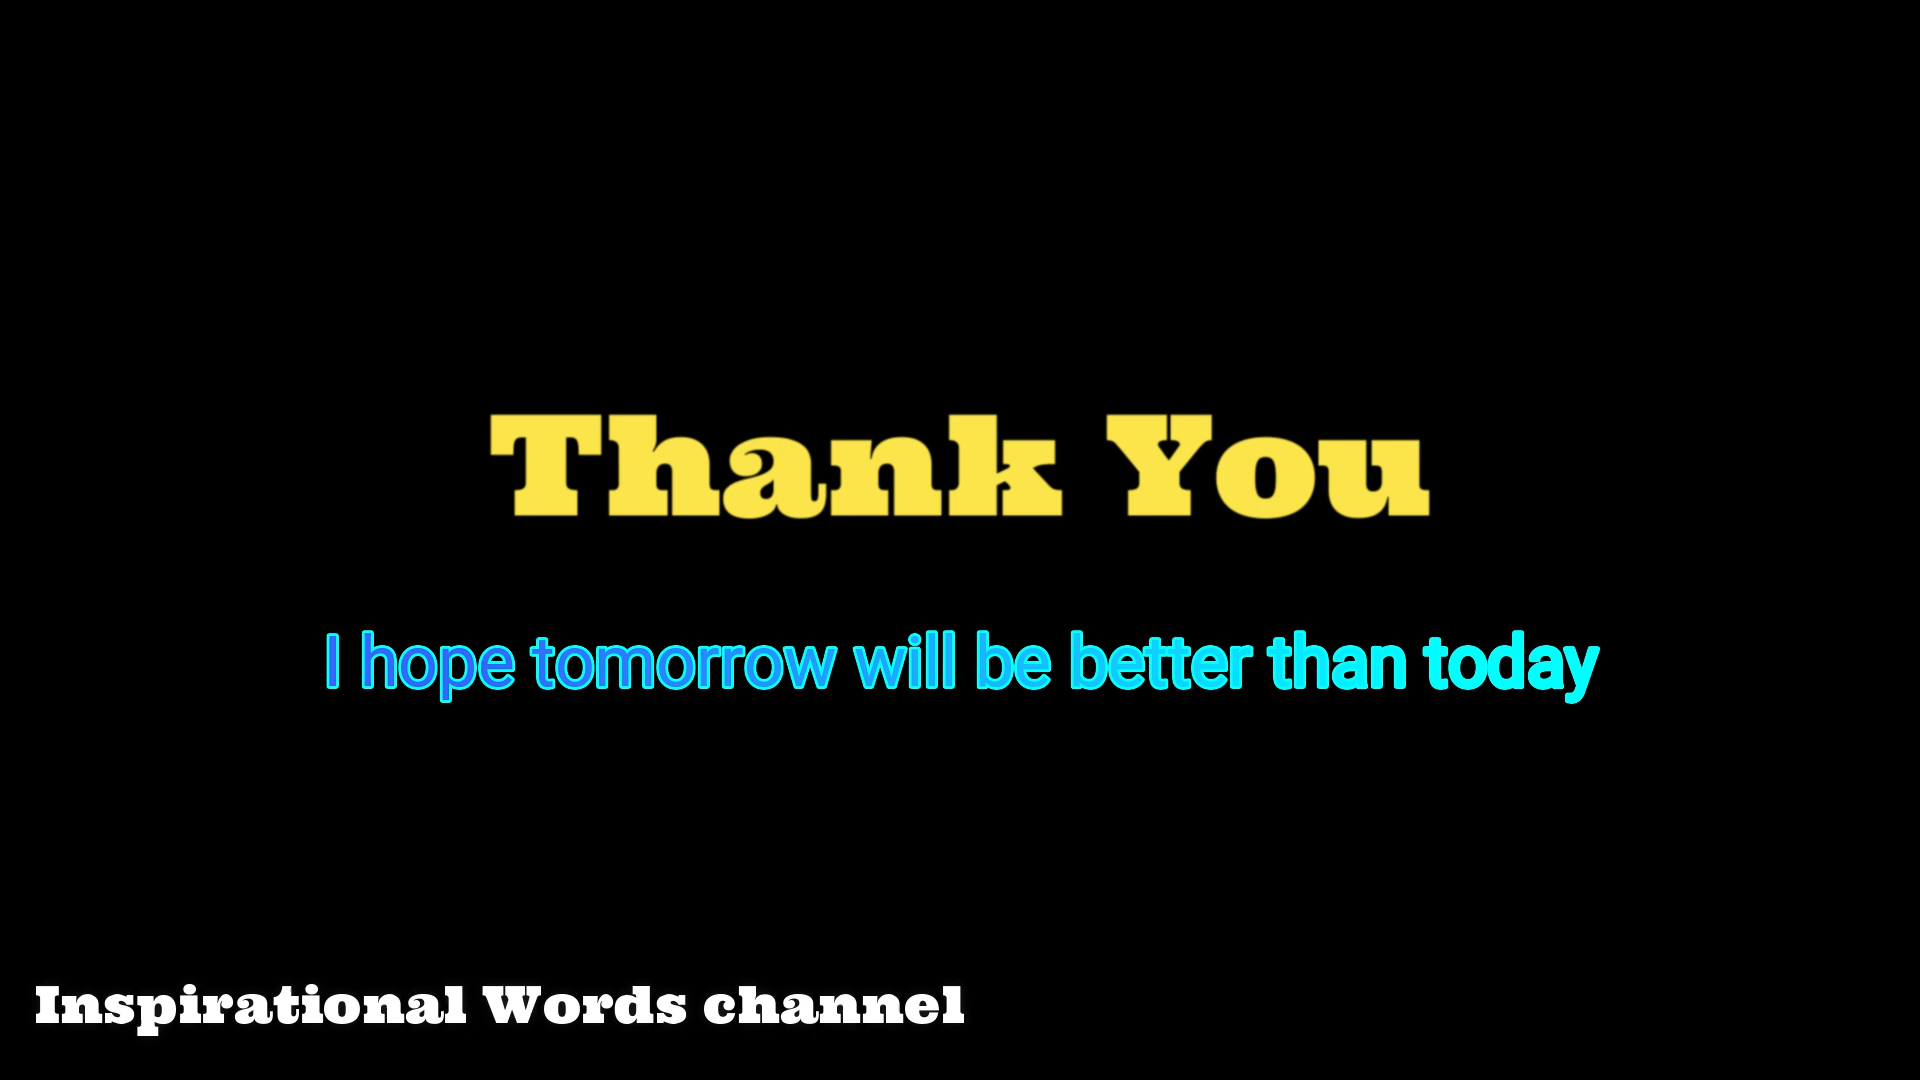 Thank You
I hope tomorrow will be better than today
Inspirational Words channel